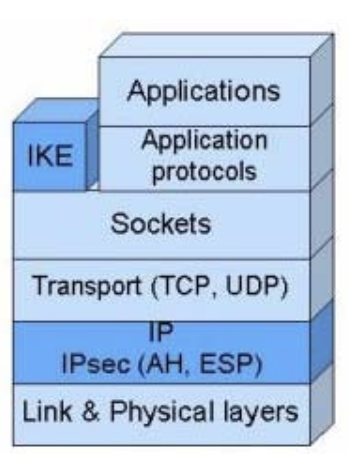 Applications
IKE
Application
protocols
Sockets
Transport (TCP, UDP)
IP
IPsec (AH, ESP)
Link & Physical layers